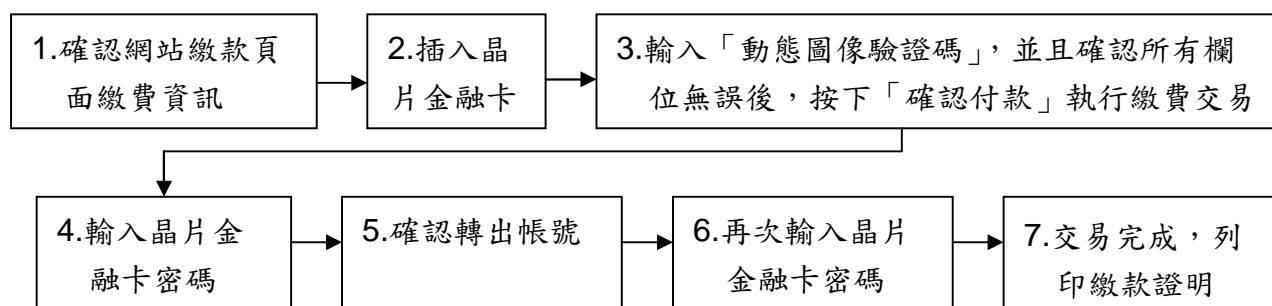 1.確認網站繳款頁
面繳費資訊
2.插入晶
片金融卡
3.輸入「動態圖像驗證碼」，並且確認所有欄
位無誤後，按下「確認付款」執行繳費交易
4.輸入晶片金
融卡密碼
5.確認轉出帳號
6.再次輸入晶片
金融卡密碼
7.交易完成，列
印繳款證明